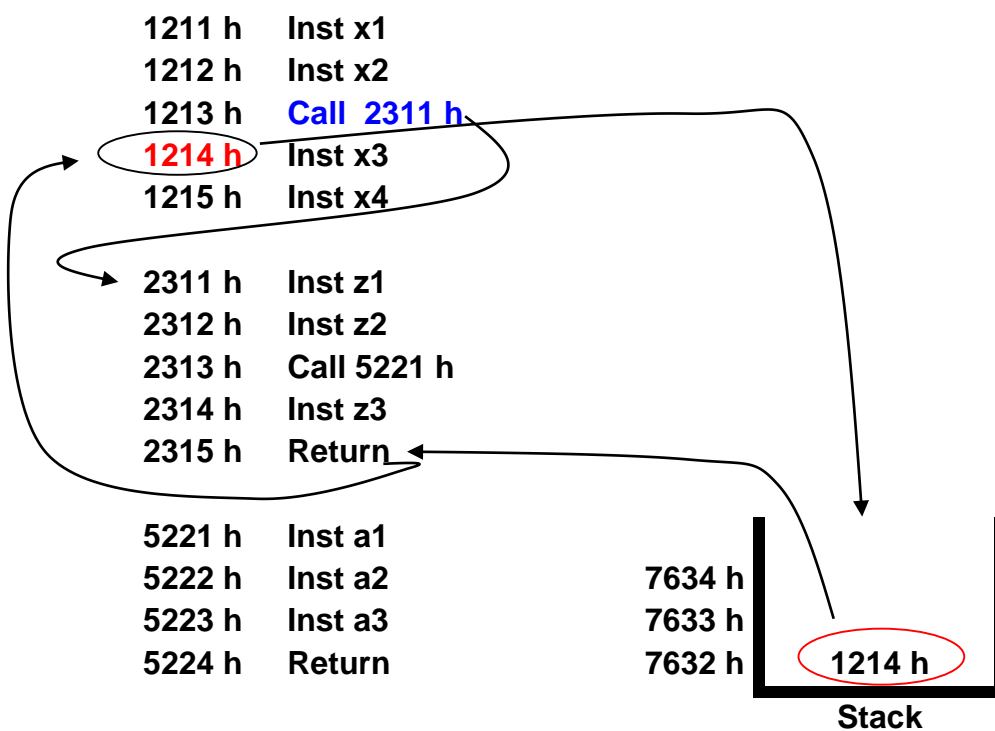 1211 h Inst x1
1212 h Inst x2
1213 h Call 2311 h
1214 h Inst x3
1215 h Inst x4
2311 h Inst z1
2312 h Inst z2
2313 h Call 5221 h
2314 h Inst z3
2315 h Return
5221 h Inst a1
5222 h Inst a2 7634 h
5223 h Inst a3 7633 h
5224 h Return 7632 h 1214 h
Stack